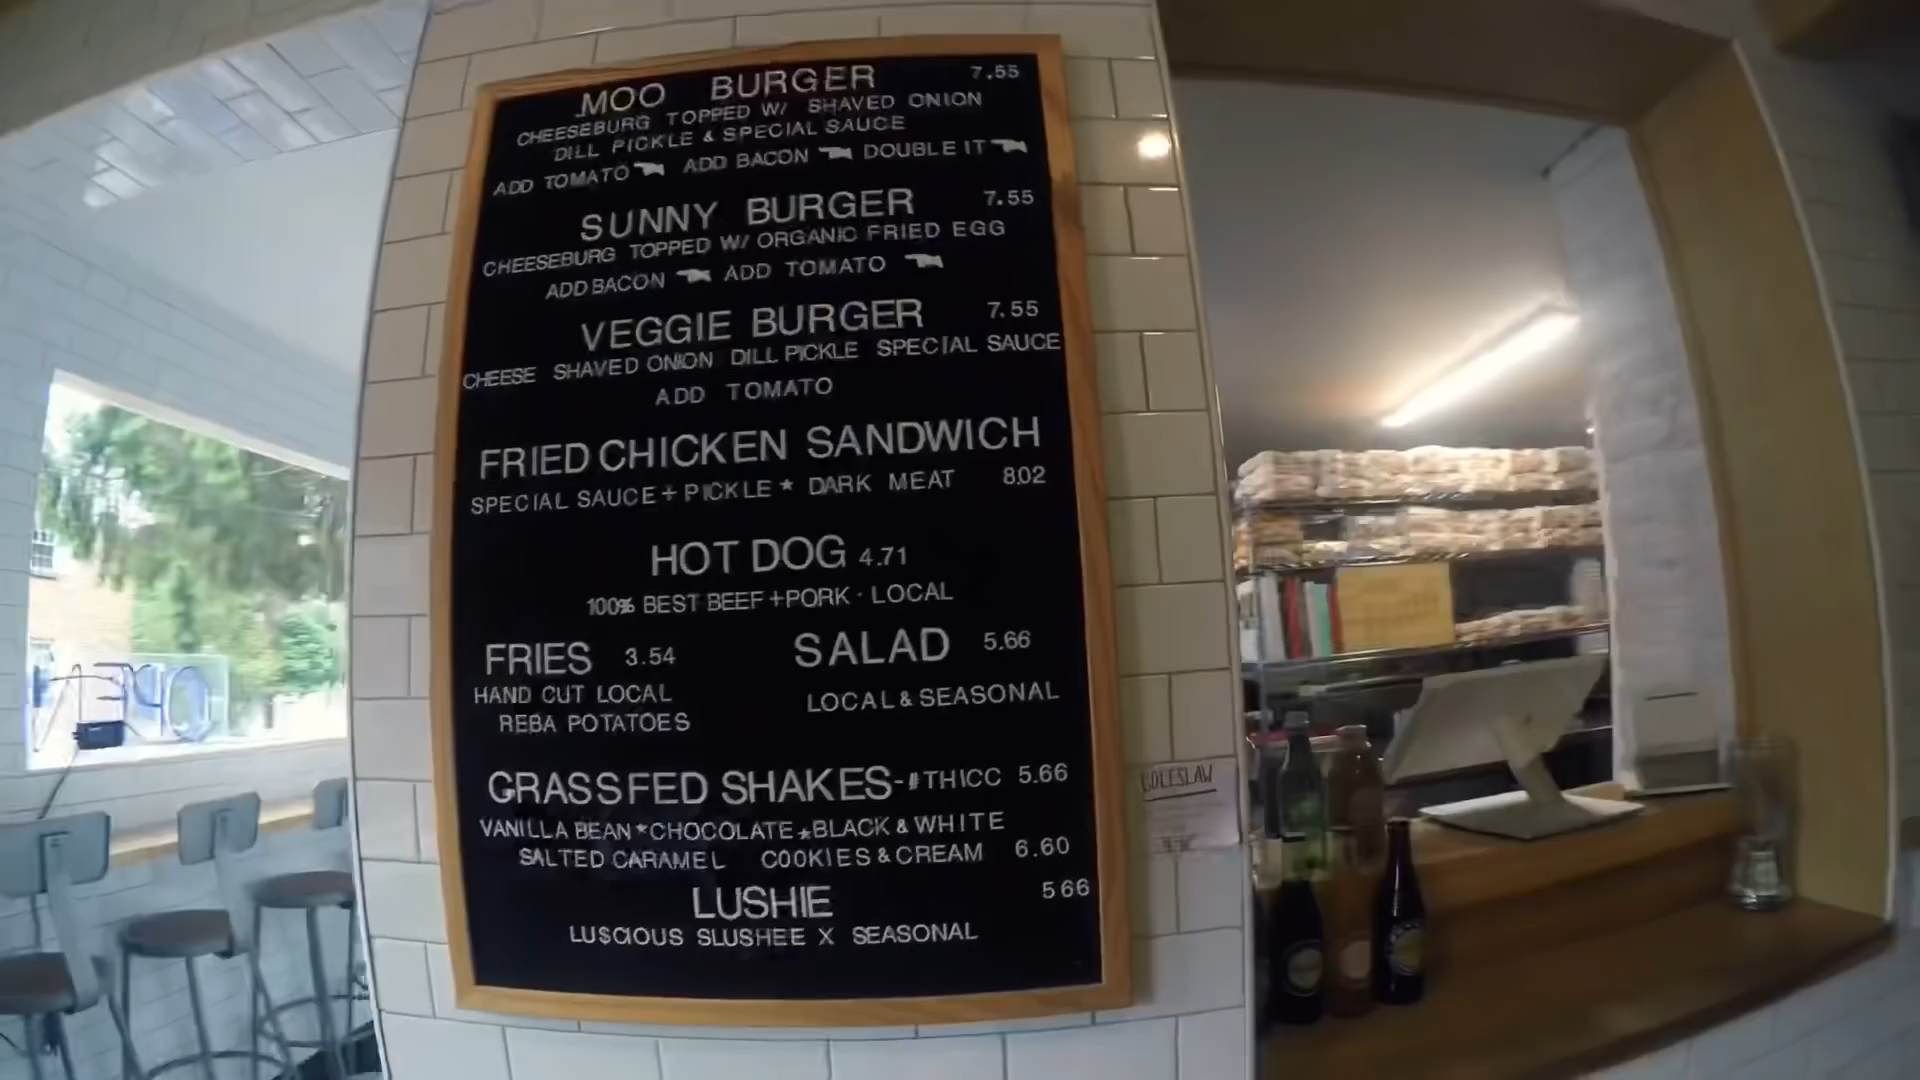 MOO BURGER 7.55
CHEESEBURG TOPPED W/ SHAVED ONION
DILL PICKLE & SPECIAL SAUCE
ADD TOMATO ADD BACON DOUBLE IT
SUNNY BURGER 7.55
CHEESEBURG TOPPED W/ ORGANIC FRIED EGG
ADD BACON ADD TOMATO
VEGGIE BURGER 7.55
CHEESE SHAVED ONION DILL PICKLE SPECIAL SAUCE
ADD TOMATO
FRIED CHICKEN SANDWICH
SPECIAL SAUCE + PICKLE * DARK MEAT 802
HOT DOG 4.71
100% BEST BEEF + PORK · LOCAL
FRIES 3.54
HAND CUT LOCAL
REBA POTATOES
SALAD 5.66
LOCAL & SEASONAL
GRASSFED SHAKES - #THICC 5.66
VANILLA BEAN * CHOCOLATE * BLACK & WHITE
SALTED CARAMEL COOKIES & CREAM 6.60
LUSHIE 566
LUSCIOUS SLUSHEE X SEASONAL
COLESLAW
OPEN